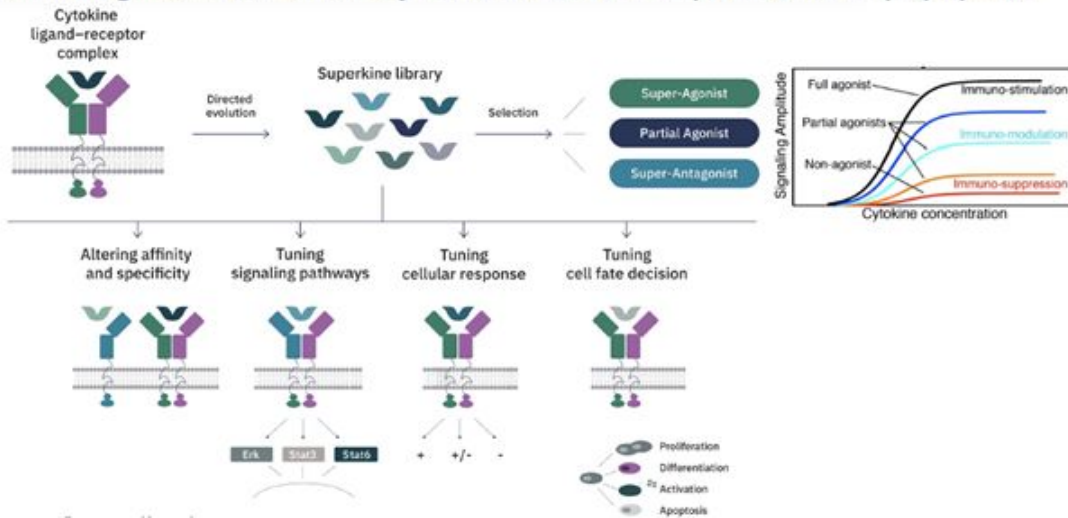 Cytokine
ligand–receptor
complex
Directed
evolution
Superkine library
Selection
Super-Agonist
Partial Agonist
Super-Antagonist
Signaling Amplitude
Full agonist
Immuno-stimulation
Partial agonists
Immuno-modulation
Non-agonist
Immuno-suppression
Cytokine concentration
Altering affinity
and specificity
Tuning
signaling pathways
Tuning
cellular response
Tuning
cell fate decision
Erk
Stat3
Stat6
+
+/-
-
Proliferation
Differentiation
2s
Activation
Apoptosis